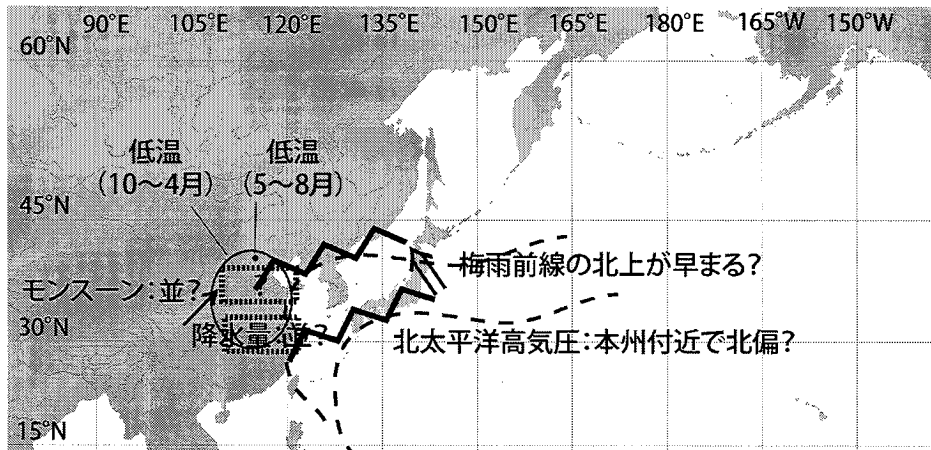 90°E 105°E 120°E 135°E 150°E 165°E 180°E 165°W 150°W
60°N
低温 低温
(10〜4月) (5〜8月)
45°N
梅雨前線の北上が早まる?
モンスーン:並?
30°N
降水量:並?
北太平洋高気圧:本州付近で北偏?
15°N